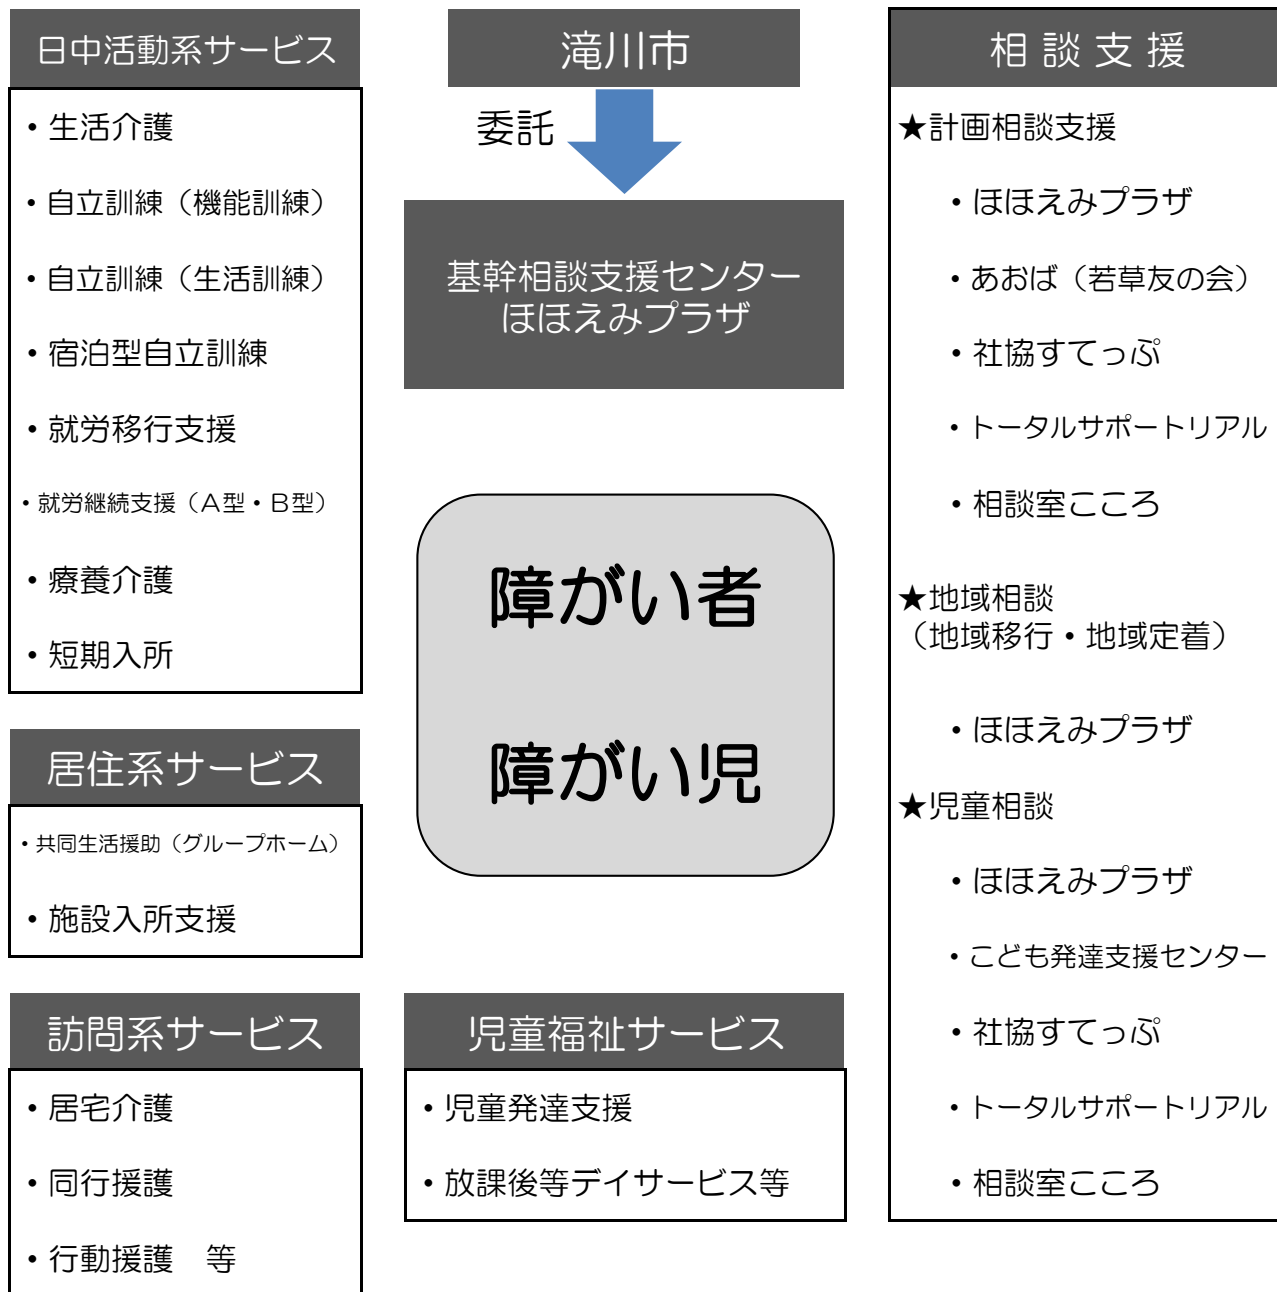 日中活動系サービス
・生活介護
・自立訓練（機能訓練）
・自立訓練（生活訓練）
・宿泊型自立訓練
・就労移行支援
・就労継続支援（A型・B型）
・療養介護
・短期入所
居住系サービス
・共同生活援助（グループホーム）
・施設入所支援
訪問系サービス
・居宅介護
・同行援護
・行動援護　等
滝川市
委託
基幹相談支援センター
ほほえみプラザ
障がい者
障がい児
児童福祉サービス
・児童発達支援
・放課後等デイサービス等
相談支援
★計画相談支援
・ほほえみプラザ
・あおば（若草友の会）
・社協すてっぷ
・トータルサポートリアル
・相談室こころ
★地域相談
（地域移行・地域定着）
・ほほえみプラザ
★児童相談
・ほほえみプラザ
・こども発達支援センター
・社協すてっぷ
・トータルサポートリアル
・相談室こころ